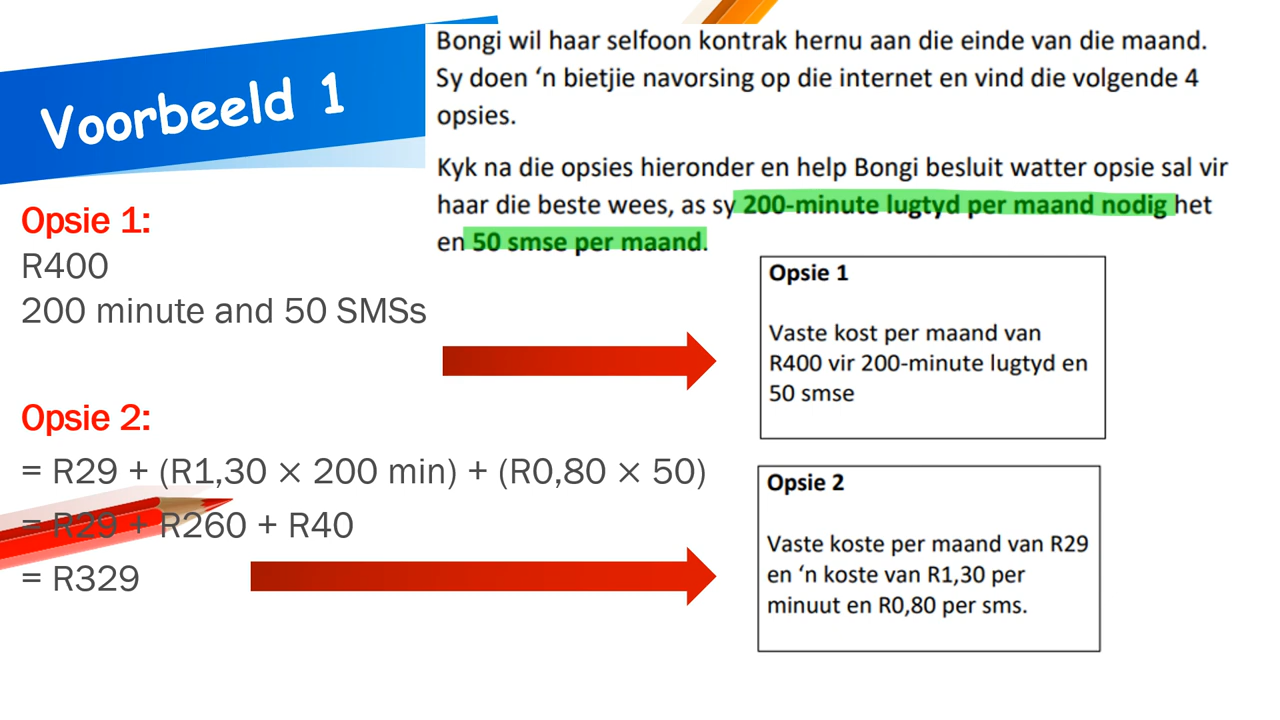 Voorbeeld 1
Bongi wil haar selfoon kontrak hernu aan die einde van die maand.
Sy doen ‘n bietjie navorsing op die internet en vind die volgende 4
opsies.
Kyk na die opsies hieronder en help Bongi besluit watter opsie sal vir
haar die beste wees, as sy 200-minute lugtyd per maand nodig het
en 50 smse per maand.
Opsie 1:
R400
200 minute and 50 SMSs
Opsie 1
Vaste kost per maand van
R400 vir 200-minute lugtyd en
50 smse
Opsie 2:
= R29 + (R1,30 × 200 min) + (R0,80 × 50)
= R29 + R260 + R40
= R329
Opsie 2
Vaste koste per maand van R29
en ‘n koste van R1,30 per
minuut en R0,80 per sms.